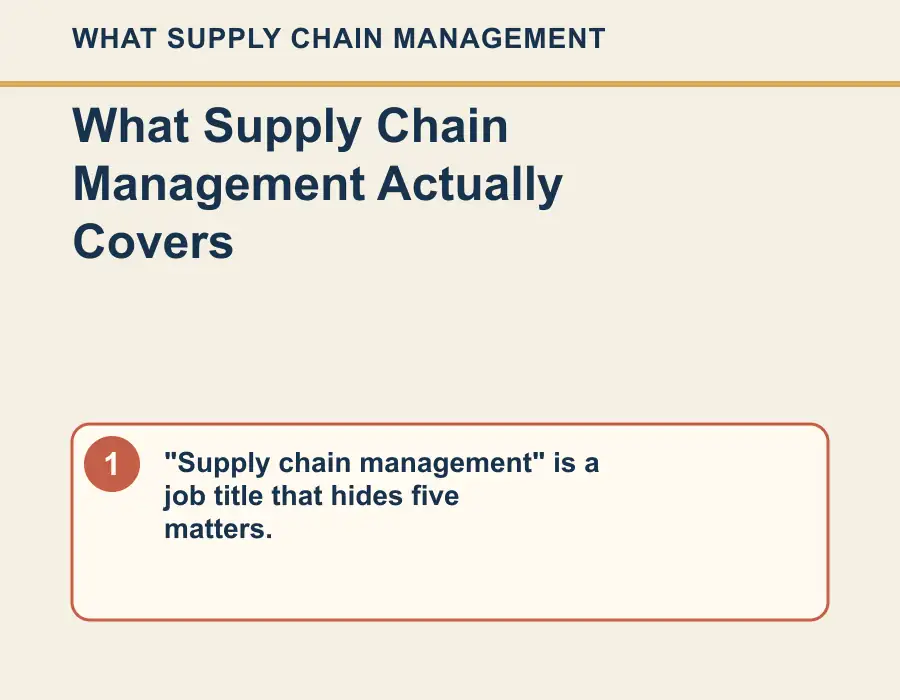 WHAT SUPPLY CHAIN MANAGEMENT
What Supply Chain
Management Actually
Covers
1
"Supply chain management" is a
job title that hides five
matters.